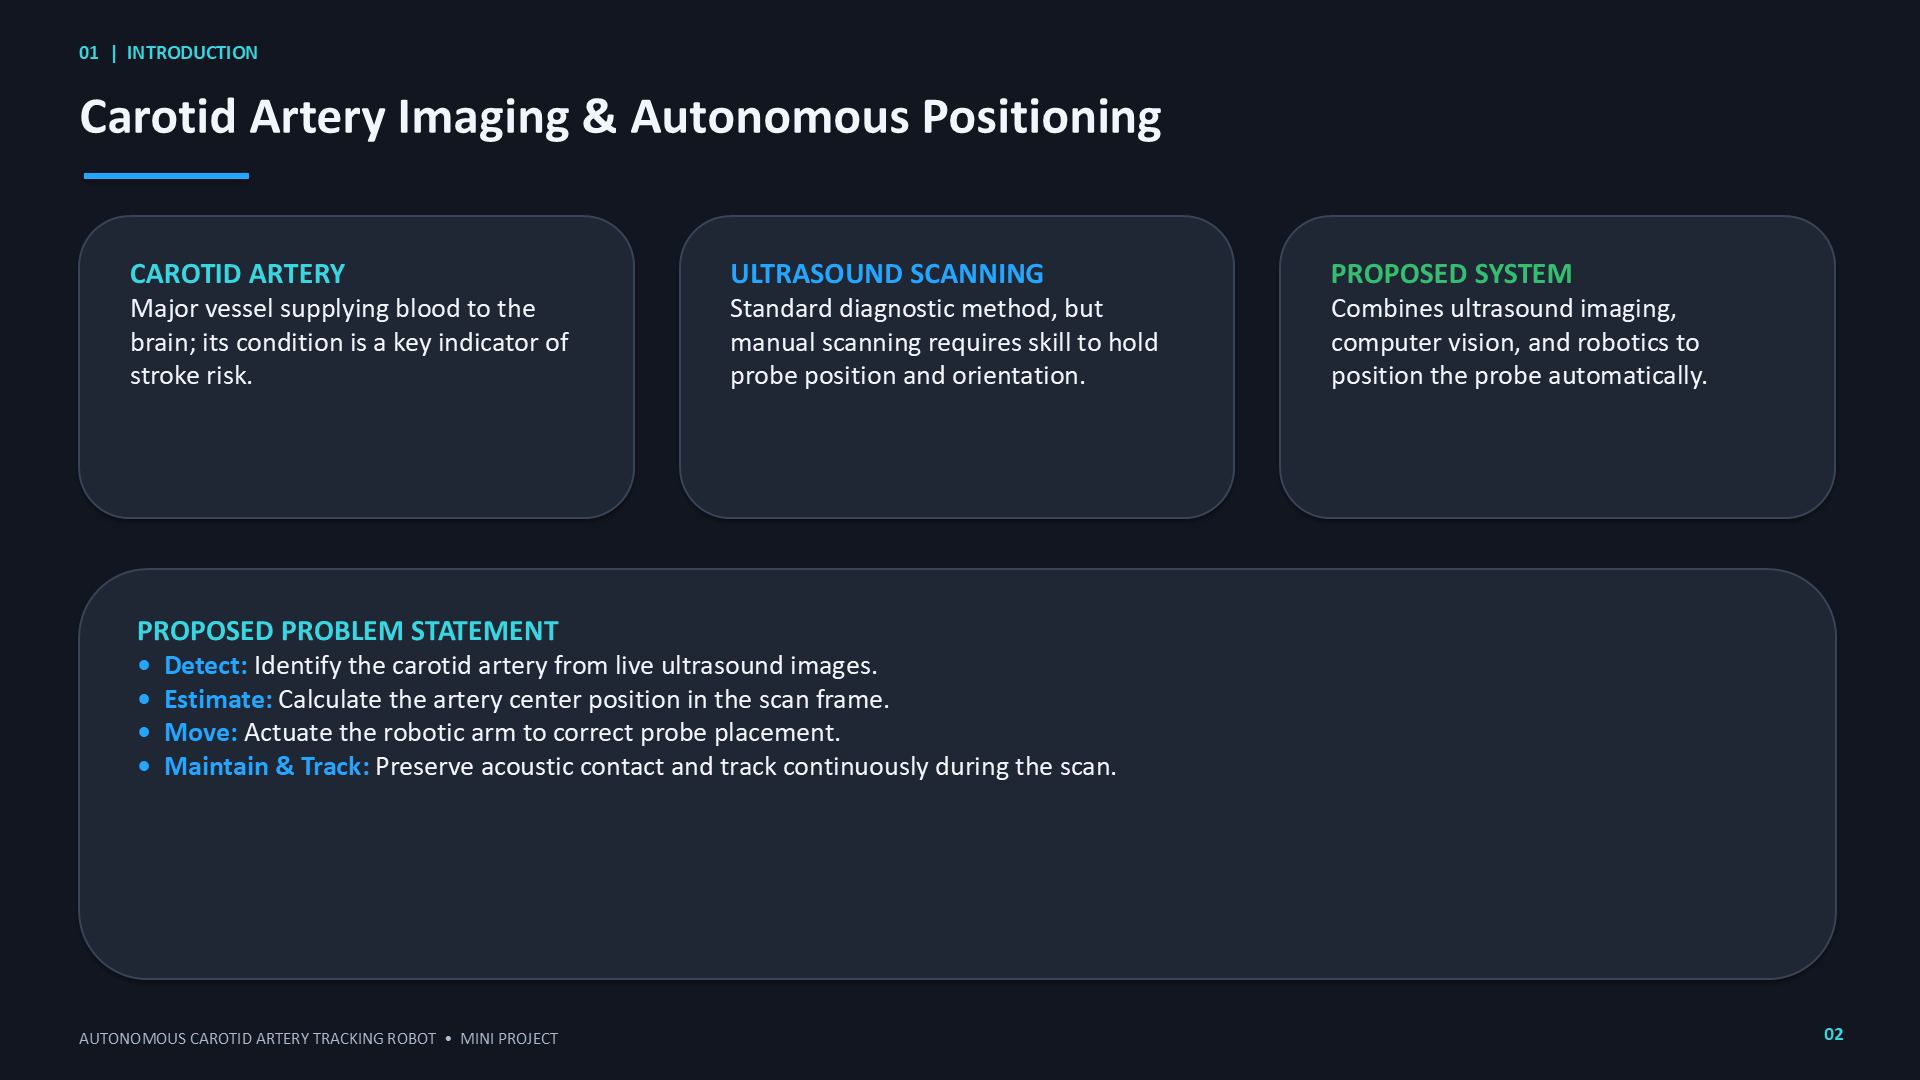 01 | INTRODUCTION
Carotid Artery Imaging & Autonomous Positioning
CAROTID ARTERY
Major vessel supplying blood to the
brain; its condition is a key indicator of
stroke risk.
ULTRASOUND SCANNING
Standard diagnostic method, but
manual scanning requires skill to hold
probe position and orientation.
PROPOSED SYSTEM
Combines ultrasound imaging,
computer vision, and robotics to
position the probe automatically.
PROPOSED PROBLEM STATEMENT
• Detect: Identify the carotid artery from live ultrasound images.
• Estimate: Calculate the artery center position in the scan frame.
• Move: Actuate the robotic arm to correct probe placement.
• Maintain & Track: Preserve acoustic contact and track continuously during the scan.
AUTONOMOUS CAROTID ARTERY TRACKING ROBOT • MINI PROJECT
02